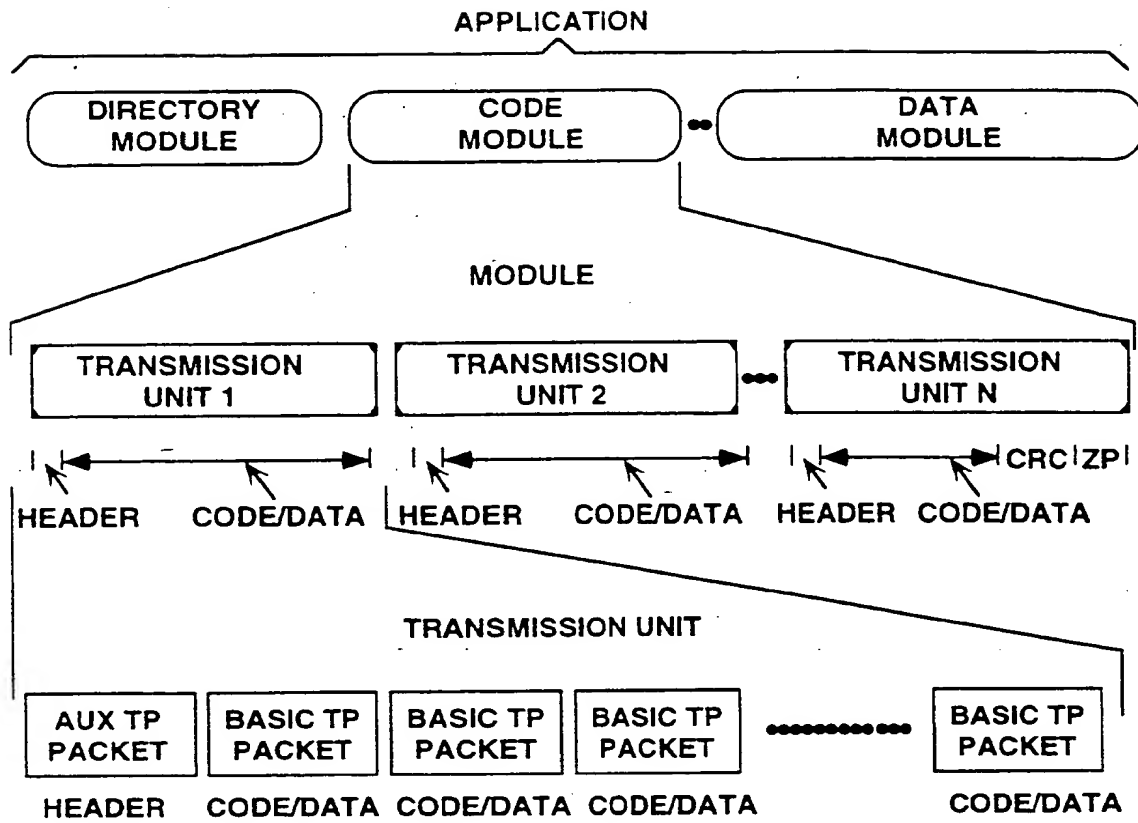 APPLICATION
DIRECTORY
MODULE
CODE
MODULE
DATA
MODULE
MODULE
TRANSMISSION
UNIT 1
TRANSMISSION
UNIT 2
TRANSMISSION
UNIT N
CRC
ZP
HEADER
CODE/DATA
HEADER
CODE/DATA
HEADER
CODE/DATA
TRANSMISSION UNIT
AUX TP
PACKET
BASIC TP
PACKET
BASIC TP
PACKET
BASIC TP
PACKET
BASIC TP
PACKET
HEADER
CODE/DATA
CODE/DATA
CODE/DATA
CODE/DATA